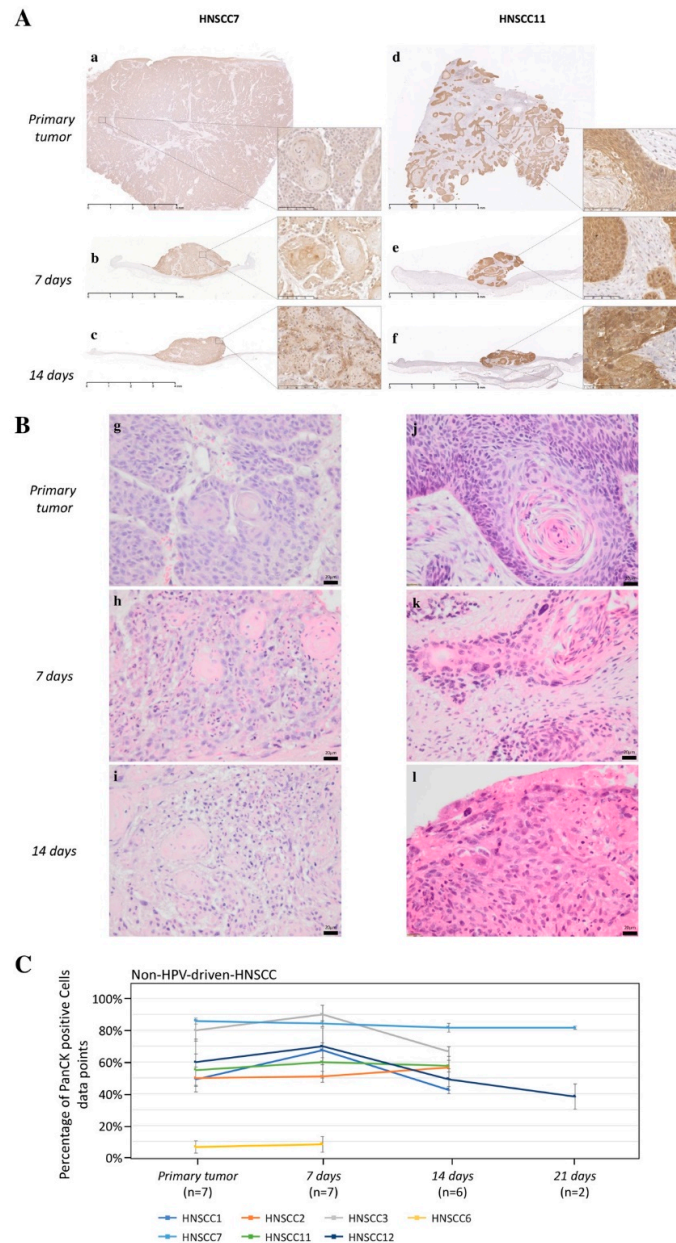 A
HNSCC7
HNSCC11
a
d
Primary
tumor
b
e
7 days
c
f
14 days
B
g
j
Primary
tumor
h
k
7 days
i
l
14 days
C
Non-HPV-driven-HNSCC
Percentage of PanCK positive Cells
data points
100%
80%
60%
40%
20%
0%
Primary tumor
7 days
14 days
21 days
(n=7)
(n=7)
(n=6)
(n=2)
HNSCC1
HNSCC2
HNSCC3
HNSCC6
HNSCC7
HNSCC11
HNSCC12